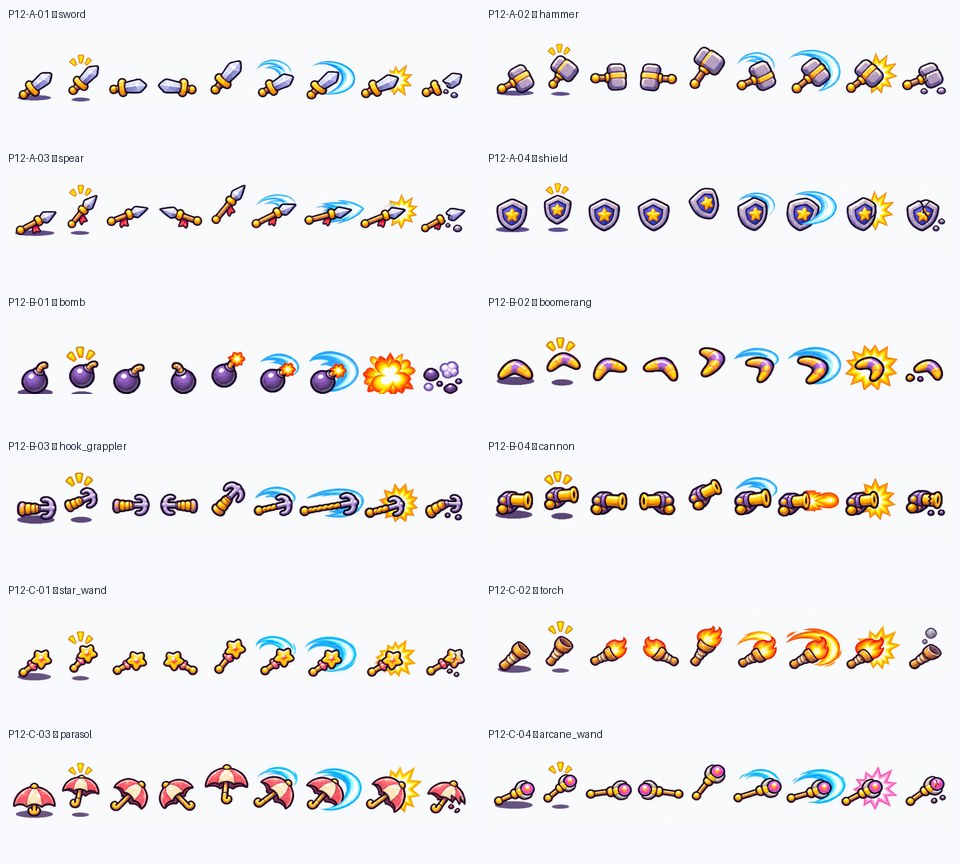 P12-A-01 sword
P12-A-02 hammer
P12-A-03 spear
P12-A-04 shield
P12-B-01 bomb
P12-B-02 boomerang
P12-B-03 hook_grappler
P12-B-04 cannon
P12-C-01 star_wand
P12-C-02 torch
P12-C-03 parasol
P12-C-04 arcane_wand